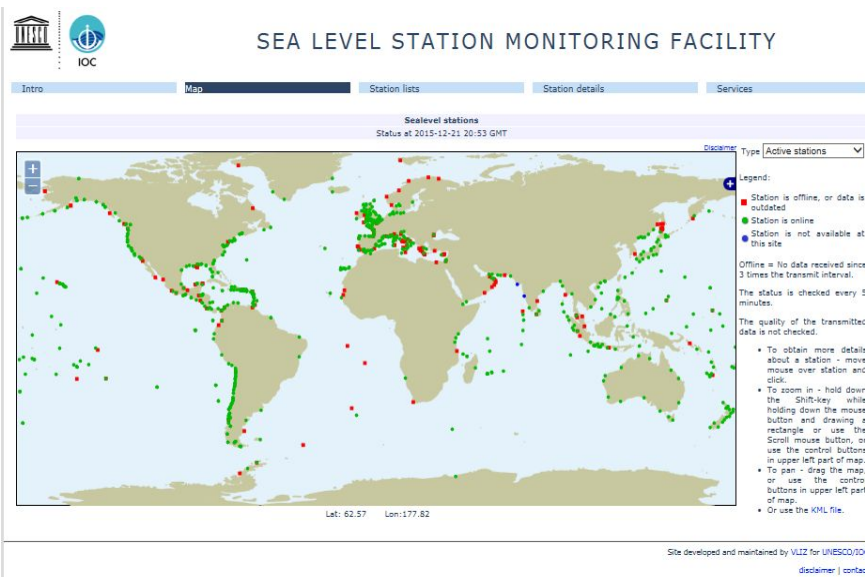 IOC
SEA LEVEL STATION MONITORING FACILITY
Intro
Map
Station lists
Station details
Services
Sealevel stations
Status at 2015-12-21 20:53 GMT
Disclaimer
Type Active stations
Legend:
Station is offline, or data is
outdated
Station is online
Station is not available at
this site
Offline = No data received since
3 times the transmit interval.
The status is checked every 5
minutes.
The quality of the transmitted
data is not checked.
• To obtain more details
about a station - move
mouse over station and
click.
• To zoom in - hold down
the Shift-key while
holding down the mouse
button and drawing a
rectangle or use the
Scroll mouse button, or
use the control buttons
in upper left part of map.
• To pan - drag the map,
or use the control
buttons in upper left part
of map.
• Or use the KML file.
Lat: 62.57 Lon:177.82
Site developed and maintained by VLIZ for UNESCO/IOC
disclaimer | contac